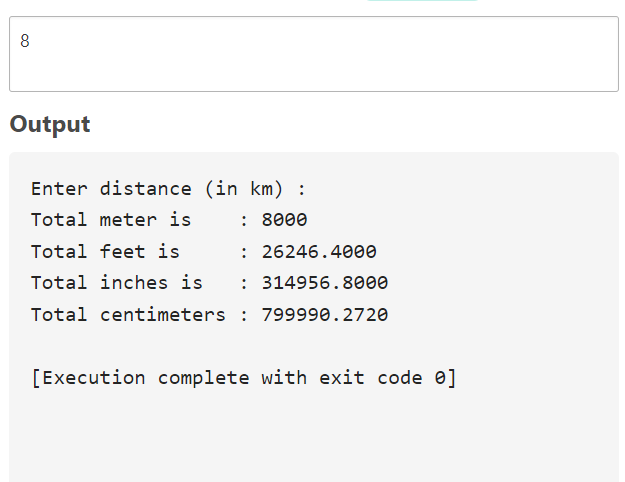 8
Output
Enter distance (in km) :
Total meter is    : 8000
Total feet is     : 26246.4000
Total inches is   : 314956.8000
Total centimeters : 799990.2720
[Execution complete with exit code 0]